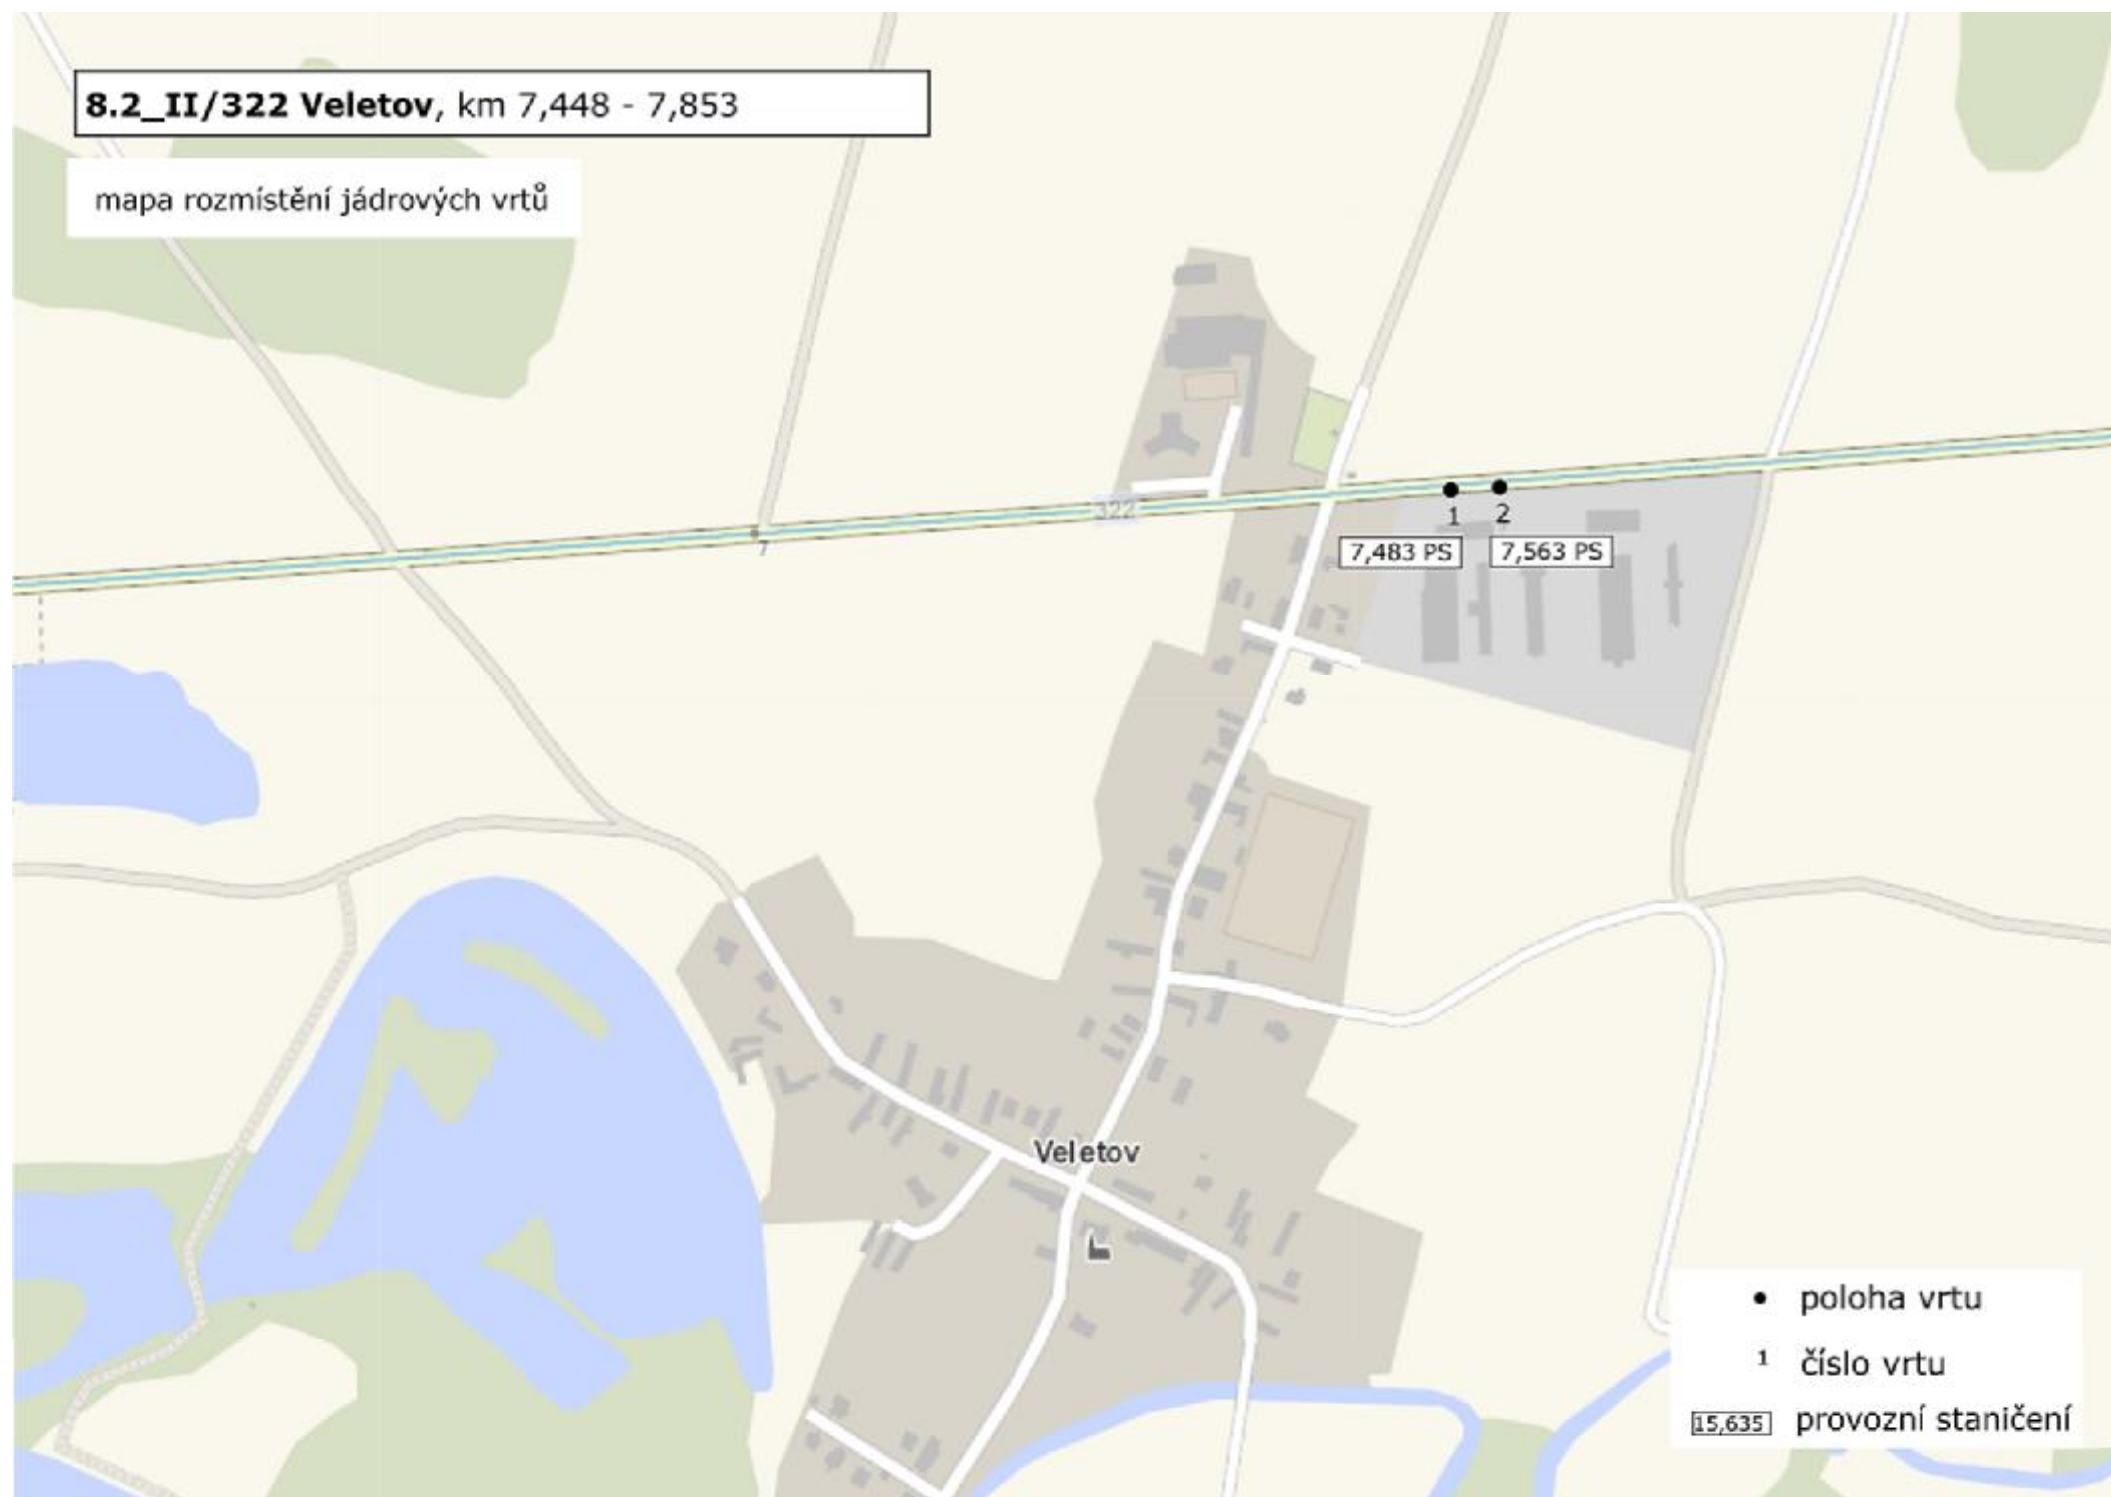 8.2_II/322 Veletov, km 7,448 - 7,853
mapa rozmístění jádrových vrtů
322
7
1
2
7,483 PS
7,563 PS
Veletov
poloha vrtu
1 číslo vrtu
15,635 provozní staničení